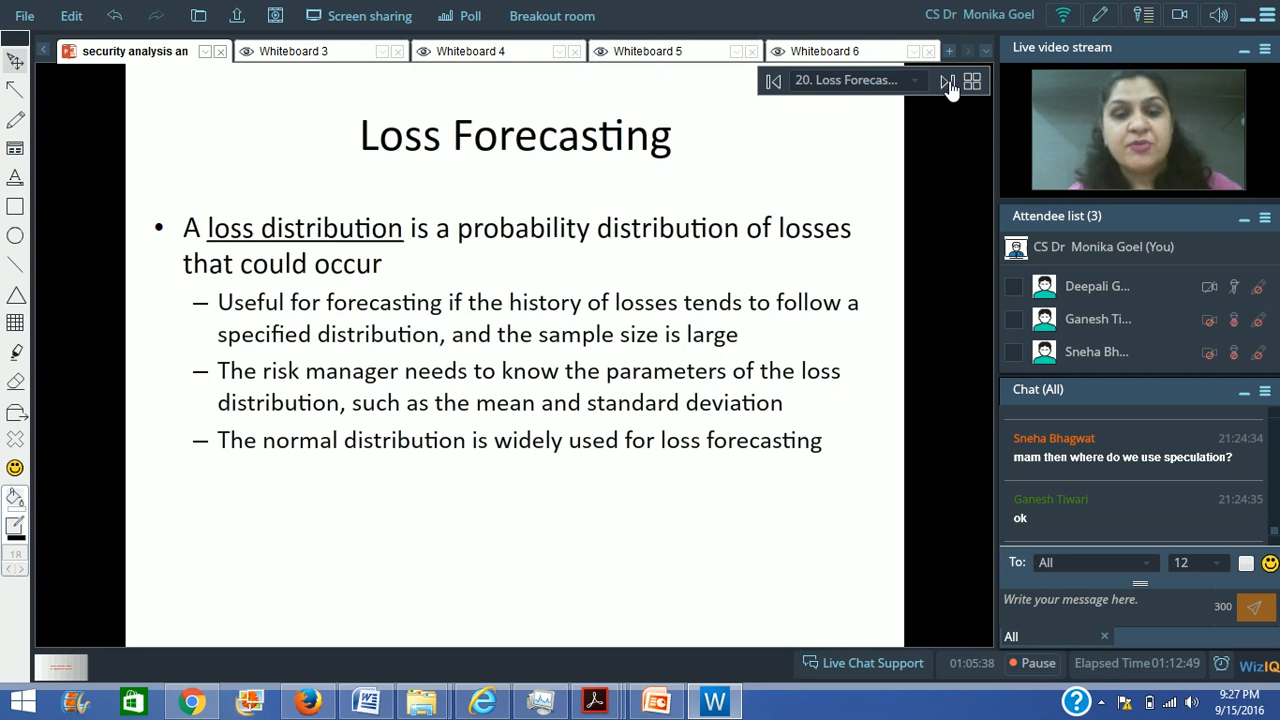 File
Edit
Screen sharing
Poll
Breakout room
CS Dr Monika Goel
security analysis an
Whiteboard 3
Whiteboard 4
Whiteboard 5
Whiteboard 6
20. Loss Forecas...
Loss Forecasting
• A loss distribution is a probability distribution of losses
that could occur
– Useful for forecasting if the history of losses tends to follow a
specified distribution, and the sample size is large
– The risk manager needs to know the parameters of the loss
distribution, such as the mean and standard deviation
– The normal distribution is widely used for loss forecasting
Live video stream
Attendee list (3)
CS Dr Monika Goel (You)
Deepali G...
Ganesh Ti...
Sneha Bh...
Chat (All)
Sneha Bhagwat 21:24:34
mam then where do we use speculation?
Ganesh Tiwari 21:24:35
ok
To: All 12
Write your message here.
300
All
Live Chat Support
01:05:38
Pause
Elapsed Time 01:12:49
WizIQ
9:27 PM
9/15/2016